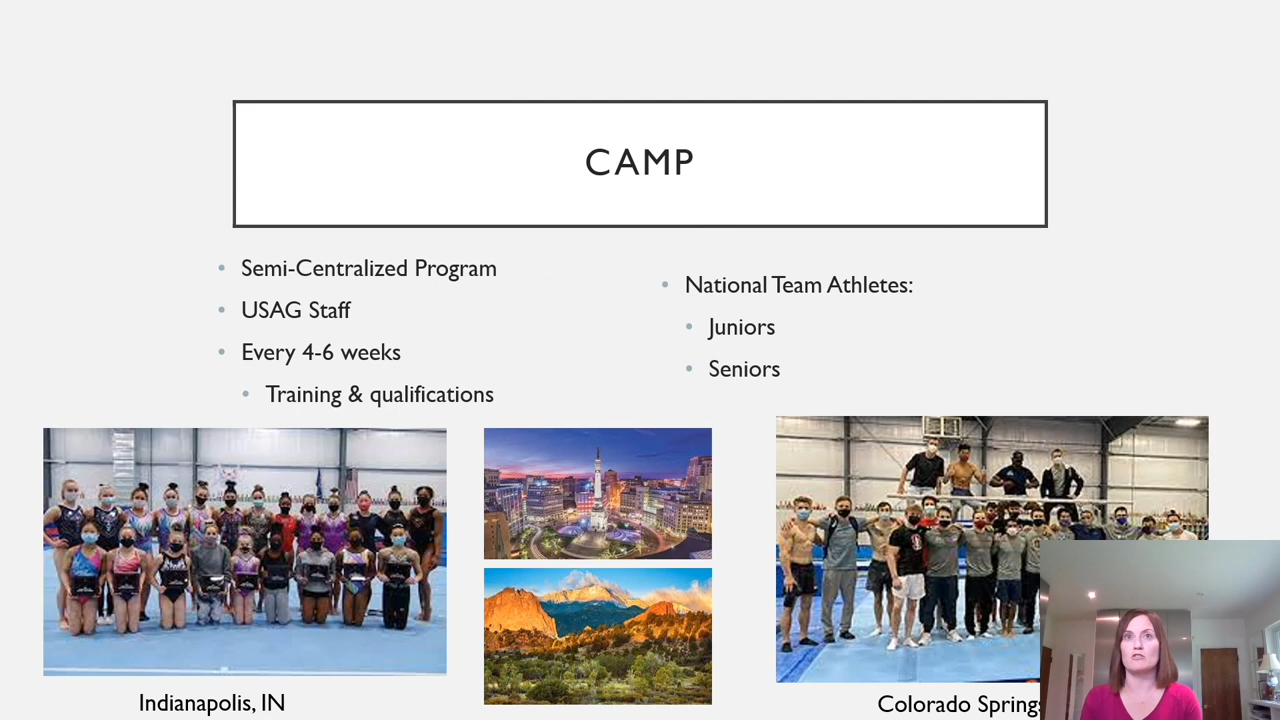 CAMP
Semi-Centralized Program
USAG Staff
Every 4-6 weeks
Training & qualifications
National Team Athletes:
Juniors
Seniors
Indianapolis, IN
Colorado Springs